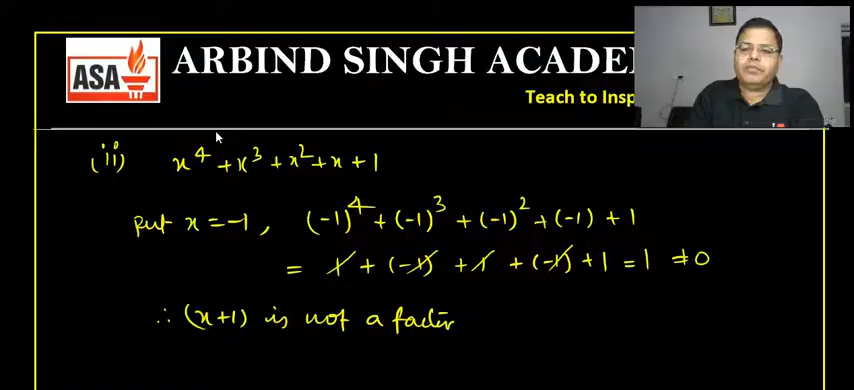 ASA
ARBIND SINGH ACADE
Teach to Insp
(ii) x⁴ + x³ + x² + x + 1
put x = -1, (-1)⁴ + (-1)³ + (-1)² + (-1) + 1
= 1 + (-1) + 1 + (-1) + 1 = 1 ≠ 0
∴ (x+1) is not a factor